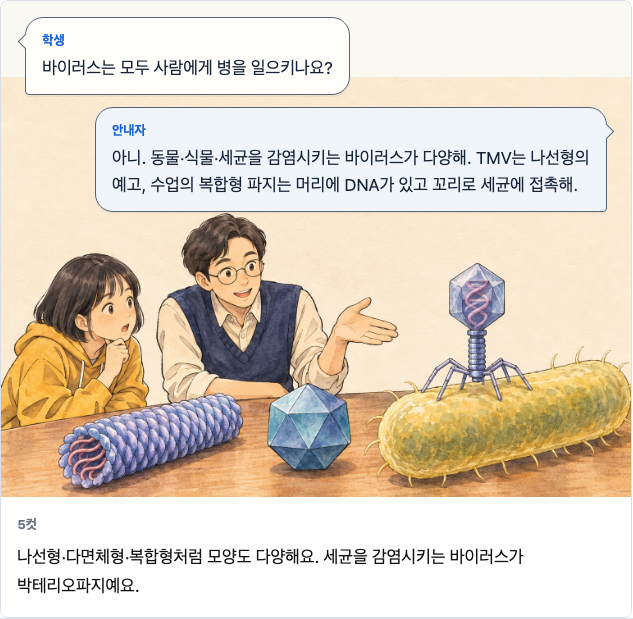 학생
바이러스는 모두 사람에게 병을 일으키나요?
안내자
아니. 동물·식물·세균을 감염시키는 바이러스가 다양해. TMV는 나선형의
예고, 수업의 복합형 파지는 머리에 DNA가 있고 꼬리로 세균에 접촉해.
5컷
나선형·다면체형·복합형처럼 모양도 다양해요. 세균을 감염시키는 바이러스가
박테리오파지예요.